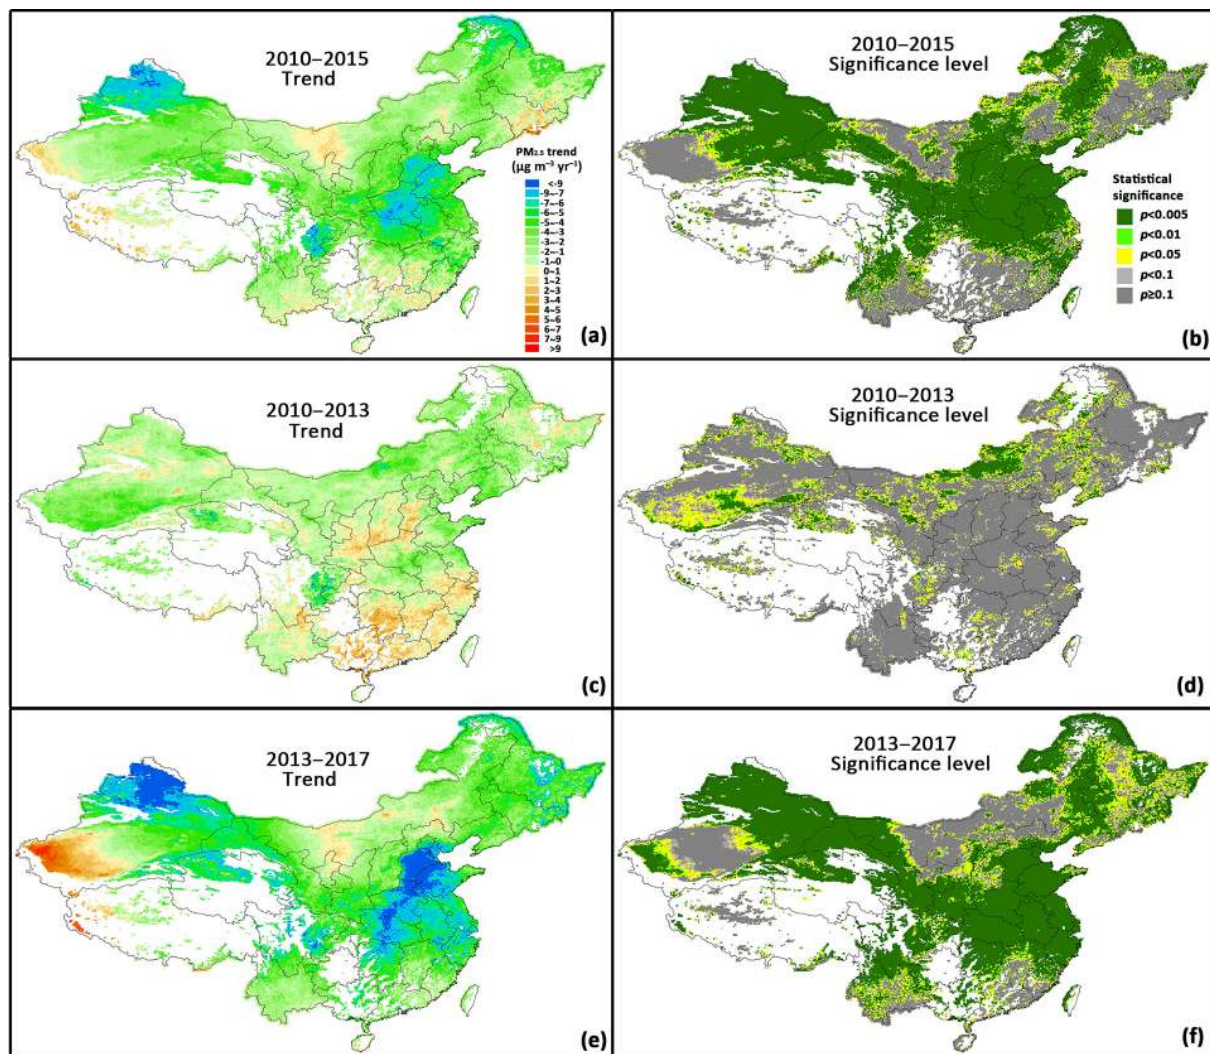 2010–2015
Trend
PM2.5 trend
(µg m⁻³ yr⁻¹)
<-9
-9~-7
-7~-6
-6~-5
-5~-4
-4~-3
-3~-2
-2~-1
-1~0
0~1
1~2
2~3
3~4
4~5
5~6
6~7
7~9
>9
(a)
2010–2015
Significance level
Statistical
significance
p<0.005
p<0.01
p<0.05
p<0.1
p≥0.1
(b)
2010–2013
Trend
(c)
2010–2013
Significance level
(d)
2013–2017
Trend
(e)
2013–2017
Significance level
(f)